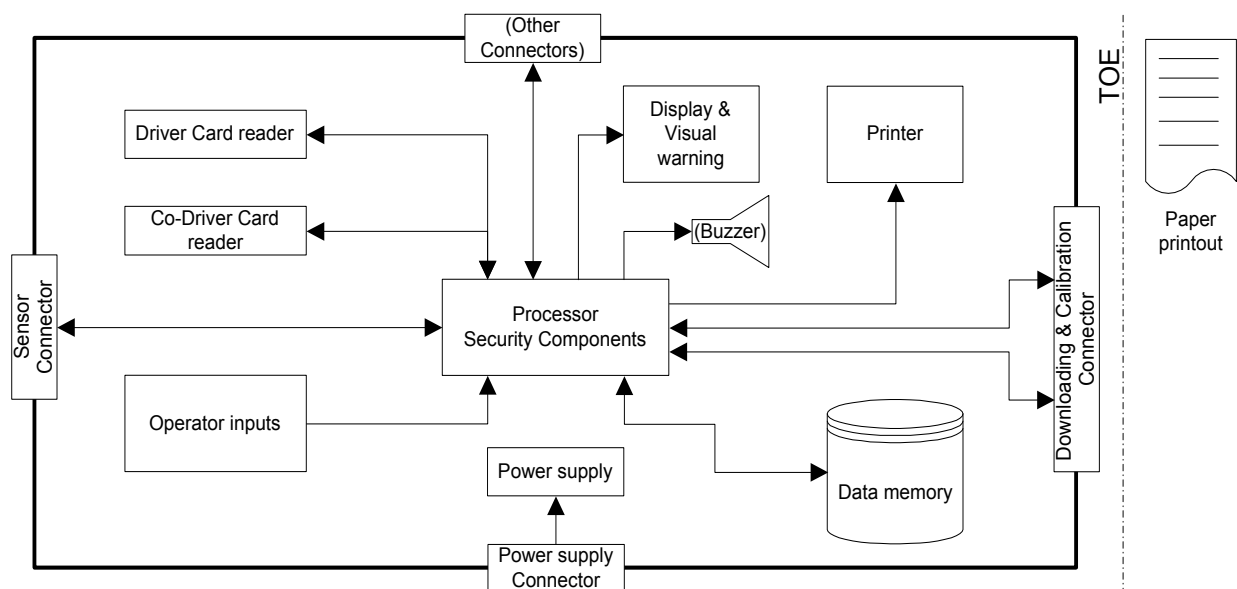 (Other
Connectors)
TOE
Driver Card reader
Display &
Visual
warning
Printer
Co-Driver Card
reader
(Buzzer)
Paper
printout
Sensor
Connector
Processor
Security Components
Downloading & Calibration
Connector
Operator inputs
Power supply
Data memory
Power supply
Connector